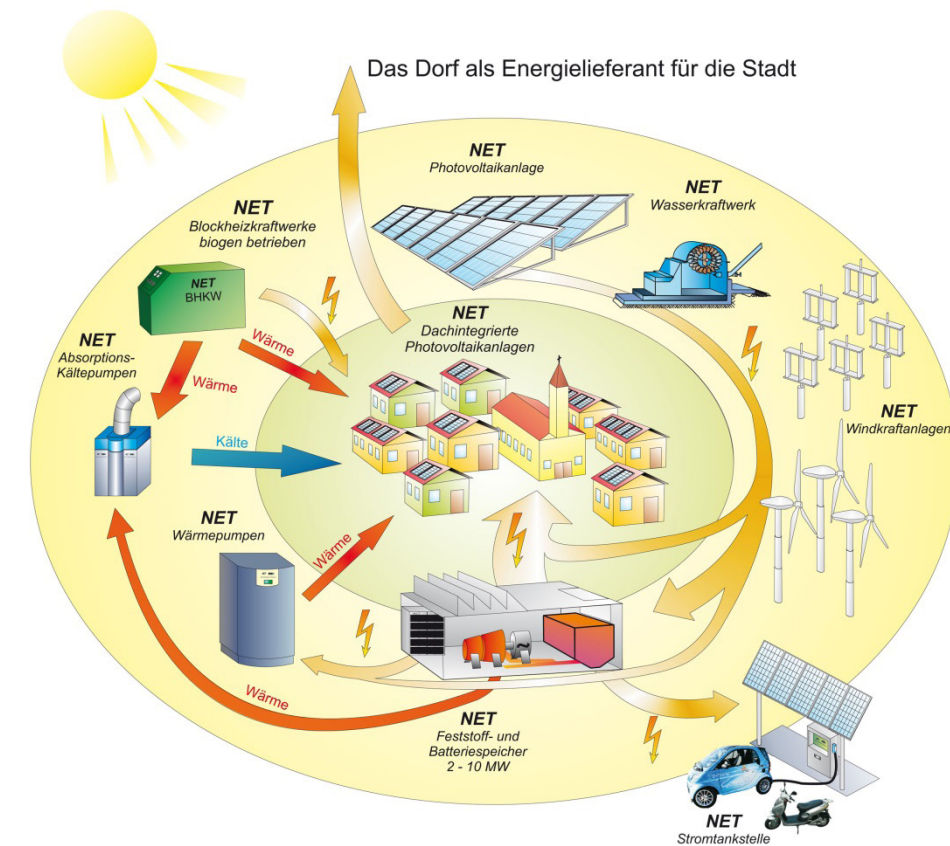 Das Dorf als Energielieferant für die Stadt
NET
Photovoltaikanlage
NET
Wasserkraftwerk
NET
Blockheizkraftwerke
biogen betrieben
NET
BHKW
NET
Dachintegrierte
Photovoltaikanlagen
NET
Absorptions-
Kältepumpen
Wärme
Wärme
Kälte
NET
Windkraftanlagen
NET
Wärmepumpen
Wärme
Wärme
NET
Feststoff- und
Batteriespeicher
2 - 10 MW
NET
Stromtankstelle